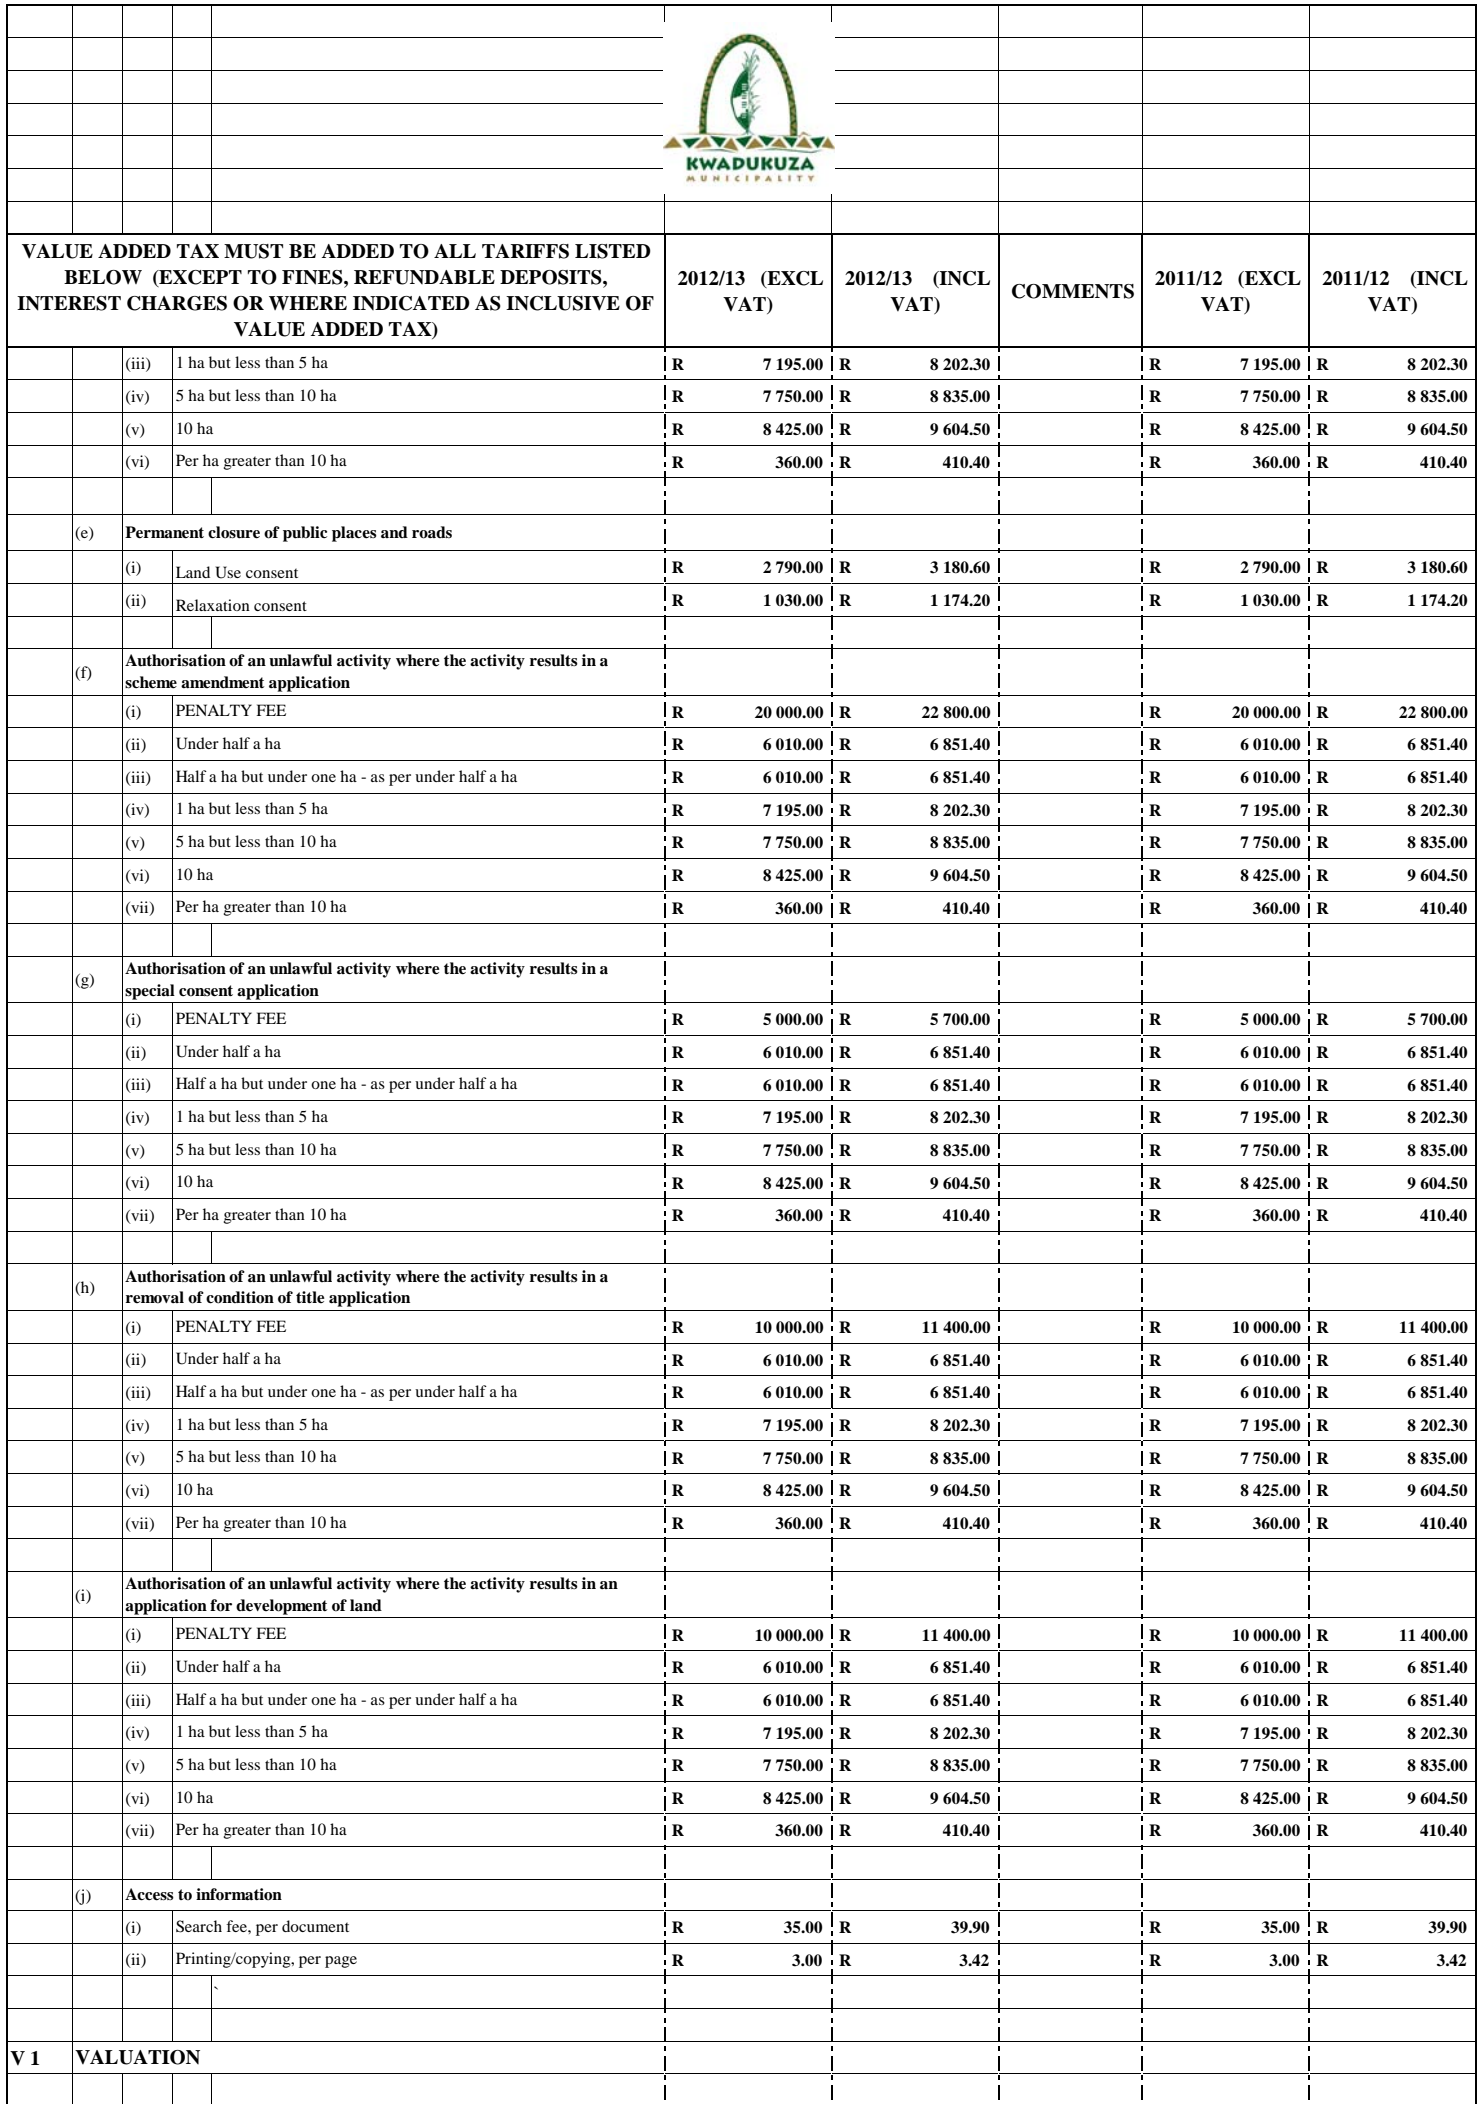 KWADUKUZA
MUNICIPALITY
VALUE ADDED TAX MUST BE ADDED TO ALL TARIFFS LISTED
BELOW (EXCEPT TO FINES, REFUNDABLE DEPOSITS,
INTEREST CHARGES OR WHERE INDICATED AS INCLUSIVE OF
VALUE ADDED TAX)
2012/13 (EXCL
VAT)
2012/13 (INCL
VAT)
COMMENTS
2011/12 (EXCL
VAT)
2011/12 (INCL
VAT)
(iii) 1 ha but less than 5 ha R 7 195.00 R 8 202.30 R 7 195.00 R 8 202.30
(iv) 5 ha but less than 10 ha R 7 750.00 R 8 835.00 R 7 750.00 R 8 835.00
(v) 10 ha R 8 425.00 R 9 604.50 R 8 425.00 R 9 604.50
(vi) Per ha greater than 10 ha R 360.00 R 410.40 R 360.00 R 410.40
(e) Permanent closure of public places and roads
(i) Land Use consent R 2 790.00 R 3 180.60 R 2 790.00 R 3 180.60
(ii) Relaxation consent R 1 030.00 R 1 174.20 R 1 030.00 R 1 174.20
(f) Authorisation of an unlawful activity where the activity results in a
scheme amendment application
(i) PENALTY FEE R 20 000.00 R 22 800.00 R 20 000.00 R 22 800.00
(ii) Under half a ha R 6 010.00 R 6 851.40 R 6 010.00 R 6 851.40
(iii) Half a ha but under one ha - as per under half a ha R 6 010.00 R 6 851.40 R 6 010.00 R 6 851.40
(iv) 1 ha but less than 5 ha R 7 195.00 R 8 202.30 R 7 195.00 R 8 202.30
(v) 5 ha but less than 10 ha R 7 750.00 R 8 835.00 R 7 750.00 R 8 835.00
(vi) 10 ha R 8 425.00 R 9 604.50 R 8 425.00 R 9 604.50
(vii) Per ha greater than 10 ha R 360.00 R 410.40 R 360.00 R 410.40
(g) Authorisation of an unlawful activity where the activity results in a
special consent application
(i) PENALTY FEE R 5 000.00 R 5 700.00 R 5 000.00 R 5 700.00
(ii) Under half a ha R 6 010.00 R 6 851.40 R 6 010.00 R 6 851.40
(iii) Half a ha but under one ha - as per under half a ha R 6 010.00 R 6 851.40 R 6 010.00 R 6 851.40
(iv) 1 ha but less than 5 ha R 7 195.00 R 8 202.30 R 7 195.00 R 8 202.30
(v) 5 ha but less than 10 ha R 7 750.00 R 8 835.00 R 7 750.00 R 8 835.00
(vi) 10 ha R 8 425.00 R 9 604.50 R 8 425.00 R 9 604.50
(vii) Per ha greater than 10 ha R 360.00 R 410.40 R 360.00 R 410.40
(h) Authorisation of an unlawful activity where the activity results in a
removal of condition of title application
(i) PENALTY FEE R 10 000.00 R 11 400.00 R 10 000.00 R 11 400.00
(ii) Under half a ha R 6 010.00 R 6 851.40 R 6 010.00 R 6 851.40
(iii) Half a ha but under one ha - as per under half a ha R 6 010.00 R 6 851.40 R 6 010.00 R 6 851.40
(iv) 1 ha but less than 5 ha R 7 195.00 R 8 202.30 R 7 195.00 R 8 202.30
(v) 5 ha but less than 10 ha R 7 750.00 R 8 835.00 R 7 750.00 R 8 835.00
(vi) 10 ha R 8 425.00 R 9 604.50 R 8 425.00 R 9 604.50
(vii) Per ha greater than 10 ha R 360.00 R 410.40 R 360.00 R 410.40
(i) Authorisation of an unlawful activity where the activity results in an
application for development of land
(i) PENALTY FEE R 10 000.00 R 11 400.00 R 10 000.00 R 11 400.00
(ii) Under half a ha R 6 010.00 R 6 851.40 R 6 010.00 R 6 851.40
(iii) Half a ha but under one ha - as per under half a ha R 6 010.00 R 6 851.40 R 6 010.00 R 6 851.40
(iv) 1 ha but less than 5 ha R 7 195.00 R 8 202.30 R 7 195.00 R 8 202.30
(v) 5 ha but less than 10 ha R 7 750.00 R 8 835.00 R 7 750.00 R 8 835.00
(vi) 10 ha R 8 425.00 R 9 604.50 R 8 425.00 R 9 604.50
(vii) Per ha greater than 10 ha R 360.00 R 410.40 R 360.00 R 410.40
(j) Access to information
(i) Search fee, per document R 35.00 R 39.90 R 35.00 R 39.90
(ii) Printing/copying, per page R 3.00 R 3.42 R 3.00 R 3.42
`
V 1 VALUATION